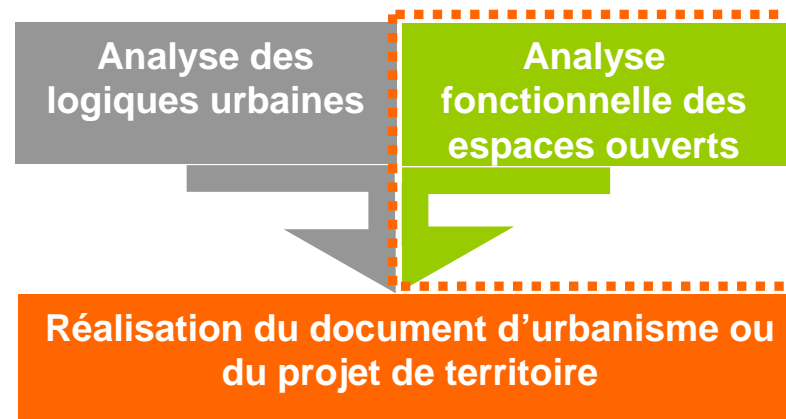 Analyse des
logiques urbaines
Analyse
fonctionnelle des
espaces ouverts
Réalisation du document d’urbanisme ou
du projet de territoire